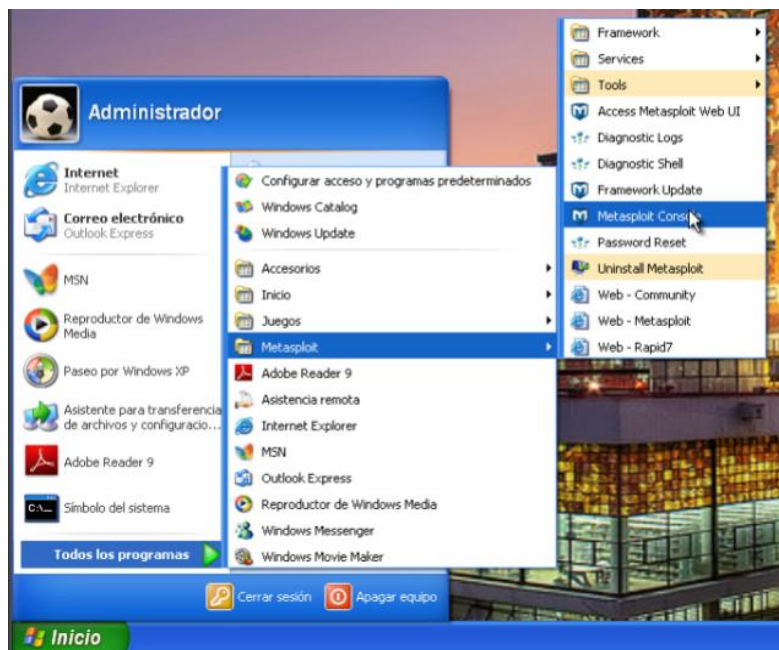 Administrador
Internet
Internet Explorer
Correo electrónico
Outlook Express
MSN
Reproductor de Windows
Media
Paseo por Windows XP
Asistente para transferencia
de archivos y configuracio...
Adobe Reader 9
C:\_
Símbolo del sistema
Todos los programas
Cerrar sesión
Apagar equipo
Inicio
Configurar acceso y programas predeterminados
Windows Catalog
Windows Update
Accesorios
Inicio
Juegos
Metasploit
Adobe Reader 9
Asistencia remota
Internet Explorer
MSN
Outlook Express
Reproductor de Windows Media
Windows Messenger
Windows Movie Maker
Framework
Services
Tools
Access Metasploit Web UI
Diagnostic Logs
Diagnostic Shell
Framework Update
Metasploit Console
Password Reset
Uninstall Metasploit
Web - Community
Web - Metasploit
Web - Rapid7